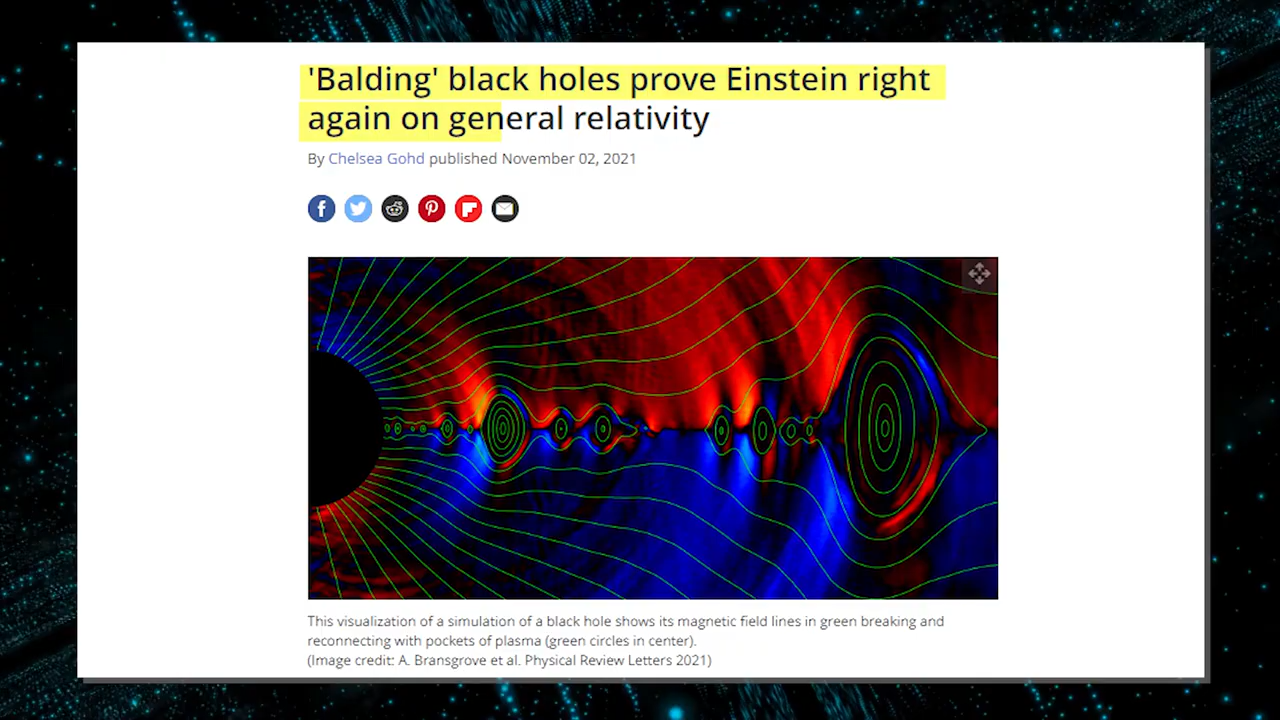 'Balding' black holes prove Einstein right
again on general relativity
By Chelsea Gohd published November 02, 2021
This visualization of a simulation of a black hole shows its magnetic field lines in green breaking and
reconnecting with pockets of plasma (green circles in center).
(Image credit: A. Bransgrove et al. Physical Review Letters 2021)